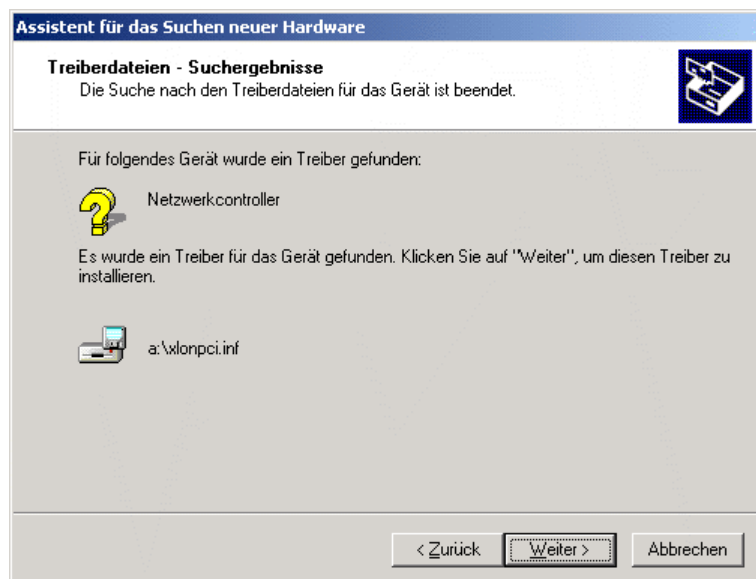 Assistent für das Suchen neuer Hardware
Treiberdateien - Suchergebnisse
Die Suche nach den Treiberdateien für das Gerät ist beendet.
Für folgendes Gerät wurde ein Treiber gefunden:
Netzwerkcontroller
Es wurde ein Treiber für das Gerät gefunden. Klicken Sie auf "Weiter", um diesen Treiber zu
installieren.
a:\xlonpci.inf
< Zurück
Weiter >
Abbrechen